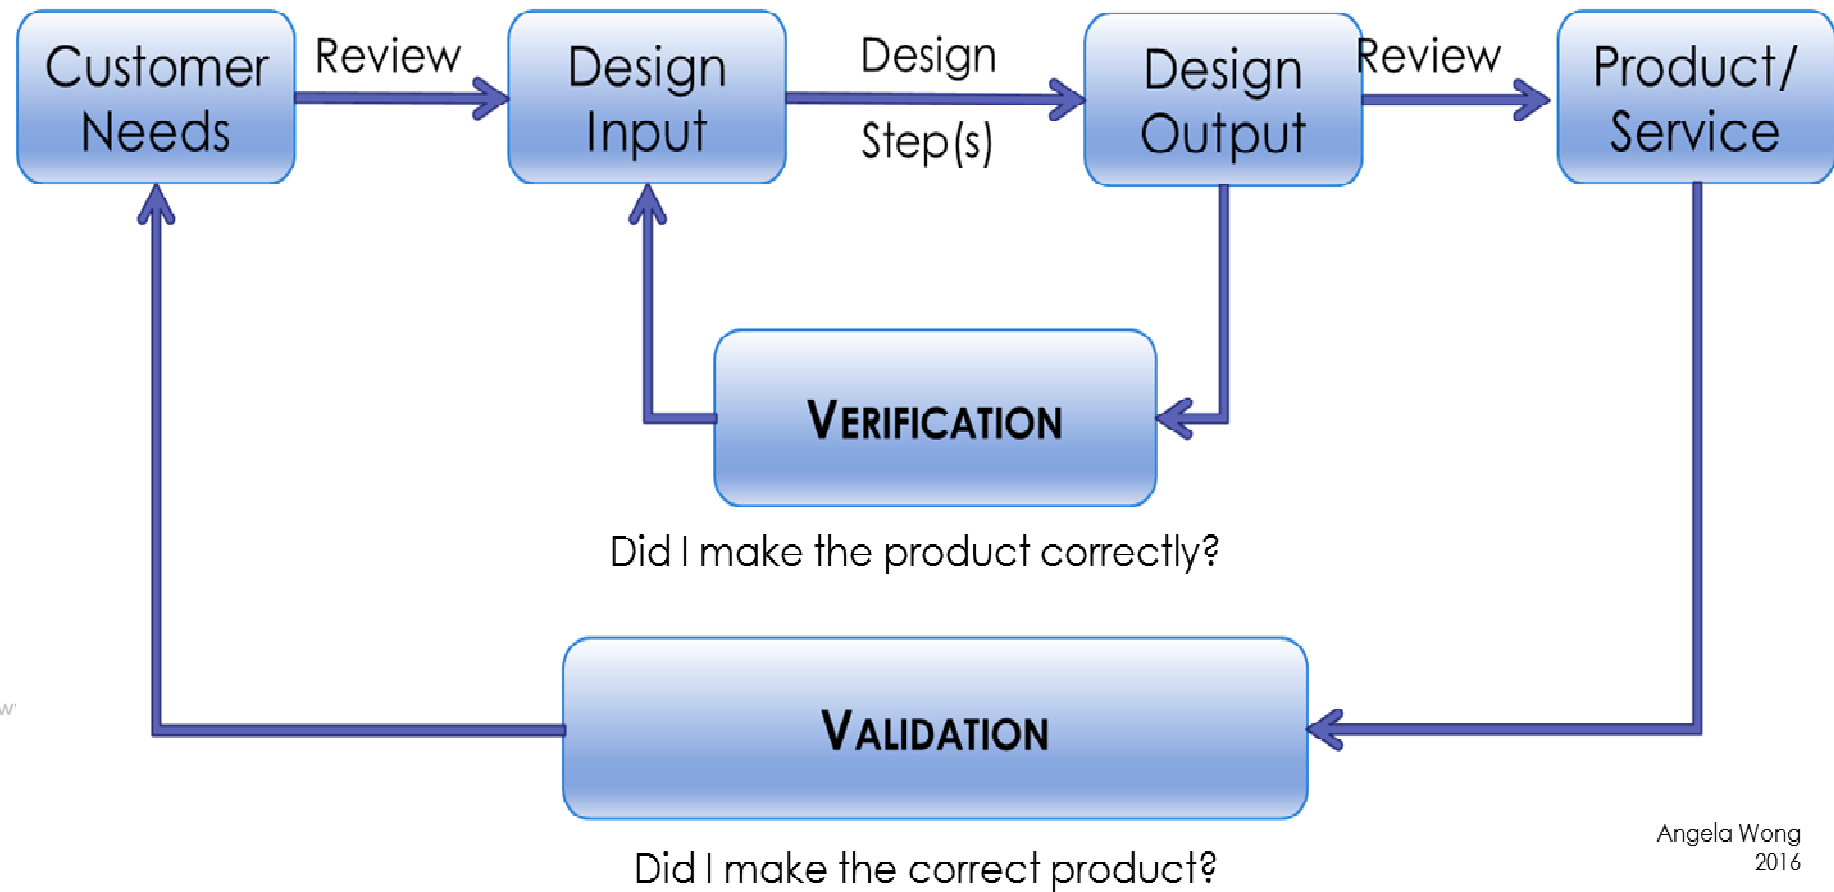 Customer
Needs
Review
Design
Input
Design
Step(s)
Design
Output
Review
Product/
Service
VERIFICATION
Did I make the product correctly?
VALIDATION
Did I make the correct product?
Angela Wong
2016